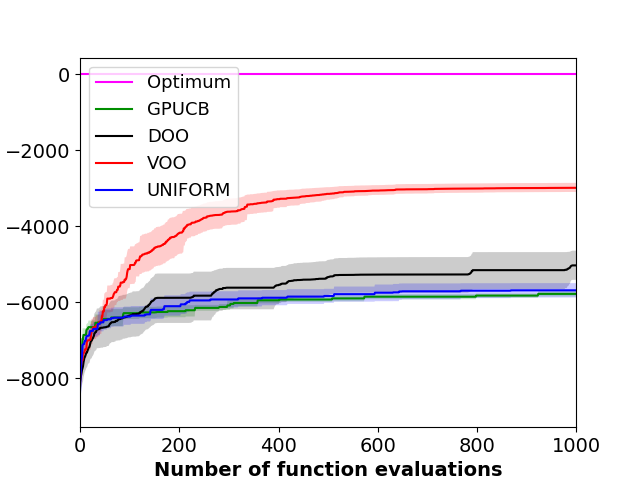 0
−2000
−4000
−6000
−8000
Optimum
GPUCB
DOO
VOO
UNIFORM
0 200 400 600 800 1000
Number of function evaluations